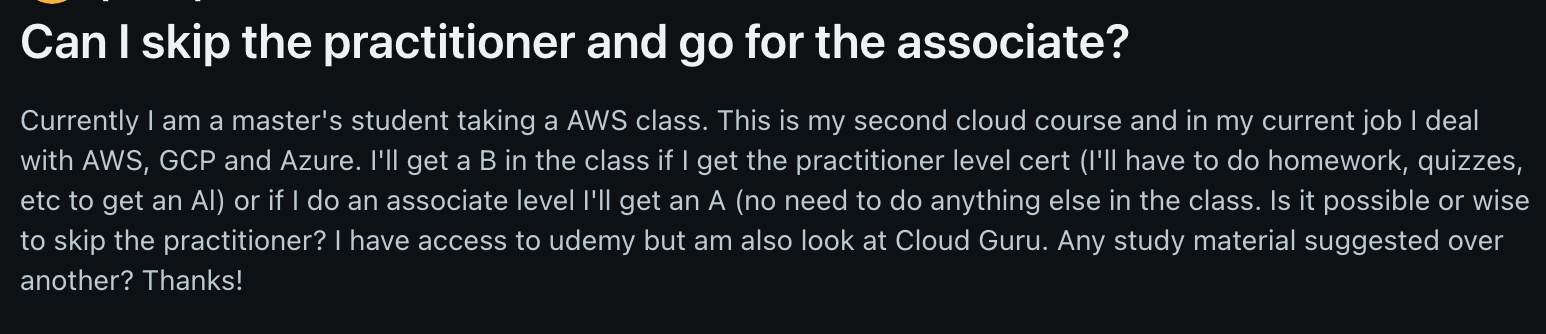 Can I skip the practitioner and go for the associate?
Currently I am a master's student taking a AWS class. This is my second cloud course and in my current job I deal
with AWS, GCP and Azure. I'll get a B in the class if I get the practitioner level cert (I'll have to do homework, quizzes,
etc to get an Al) or if I do an associate level I'll get an A (no need to do anything else in the class. Is it possible or wise
to skip the practitioner? I have access to udemy but am also look at Cloud Guru. Any study material suggested over
another? Thanks!